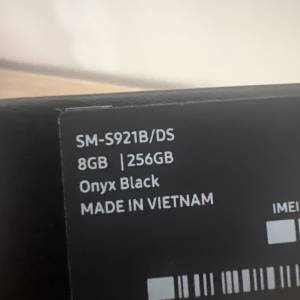 SM-S921B/DS
8GB | 256GB
Onyx Black
MADE IN VIETNAM
IMEI